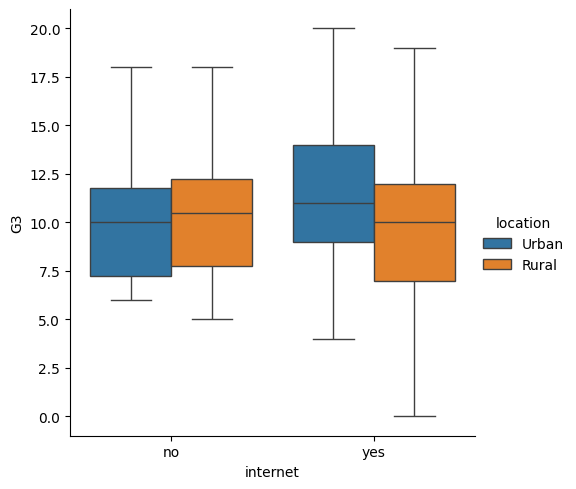 20.0
17.5
15.0
12.5
10.0
7.5
5.0
2.5
0.0
G3
no
yes
internet
location
Urban
Rural